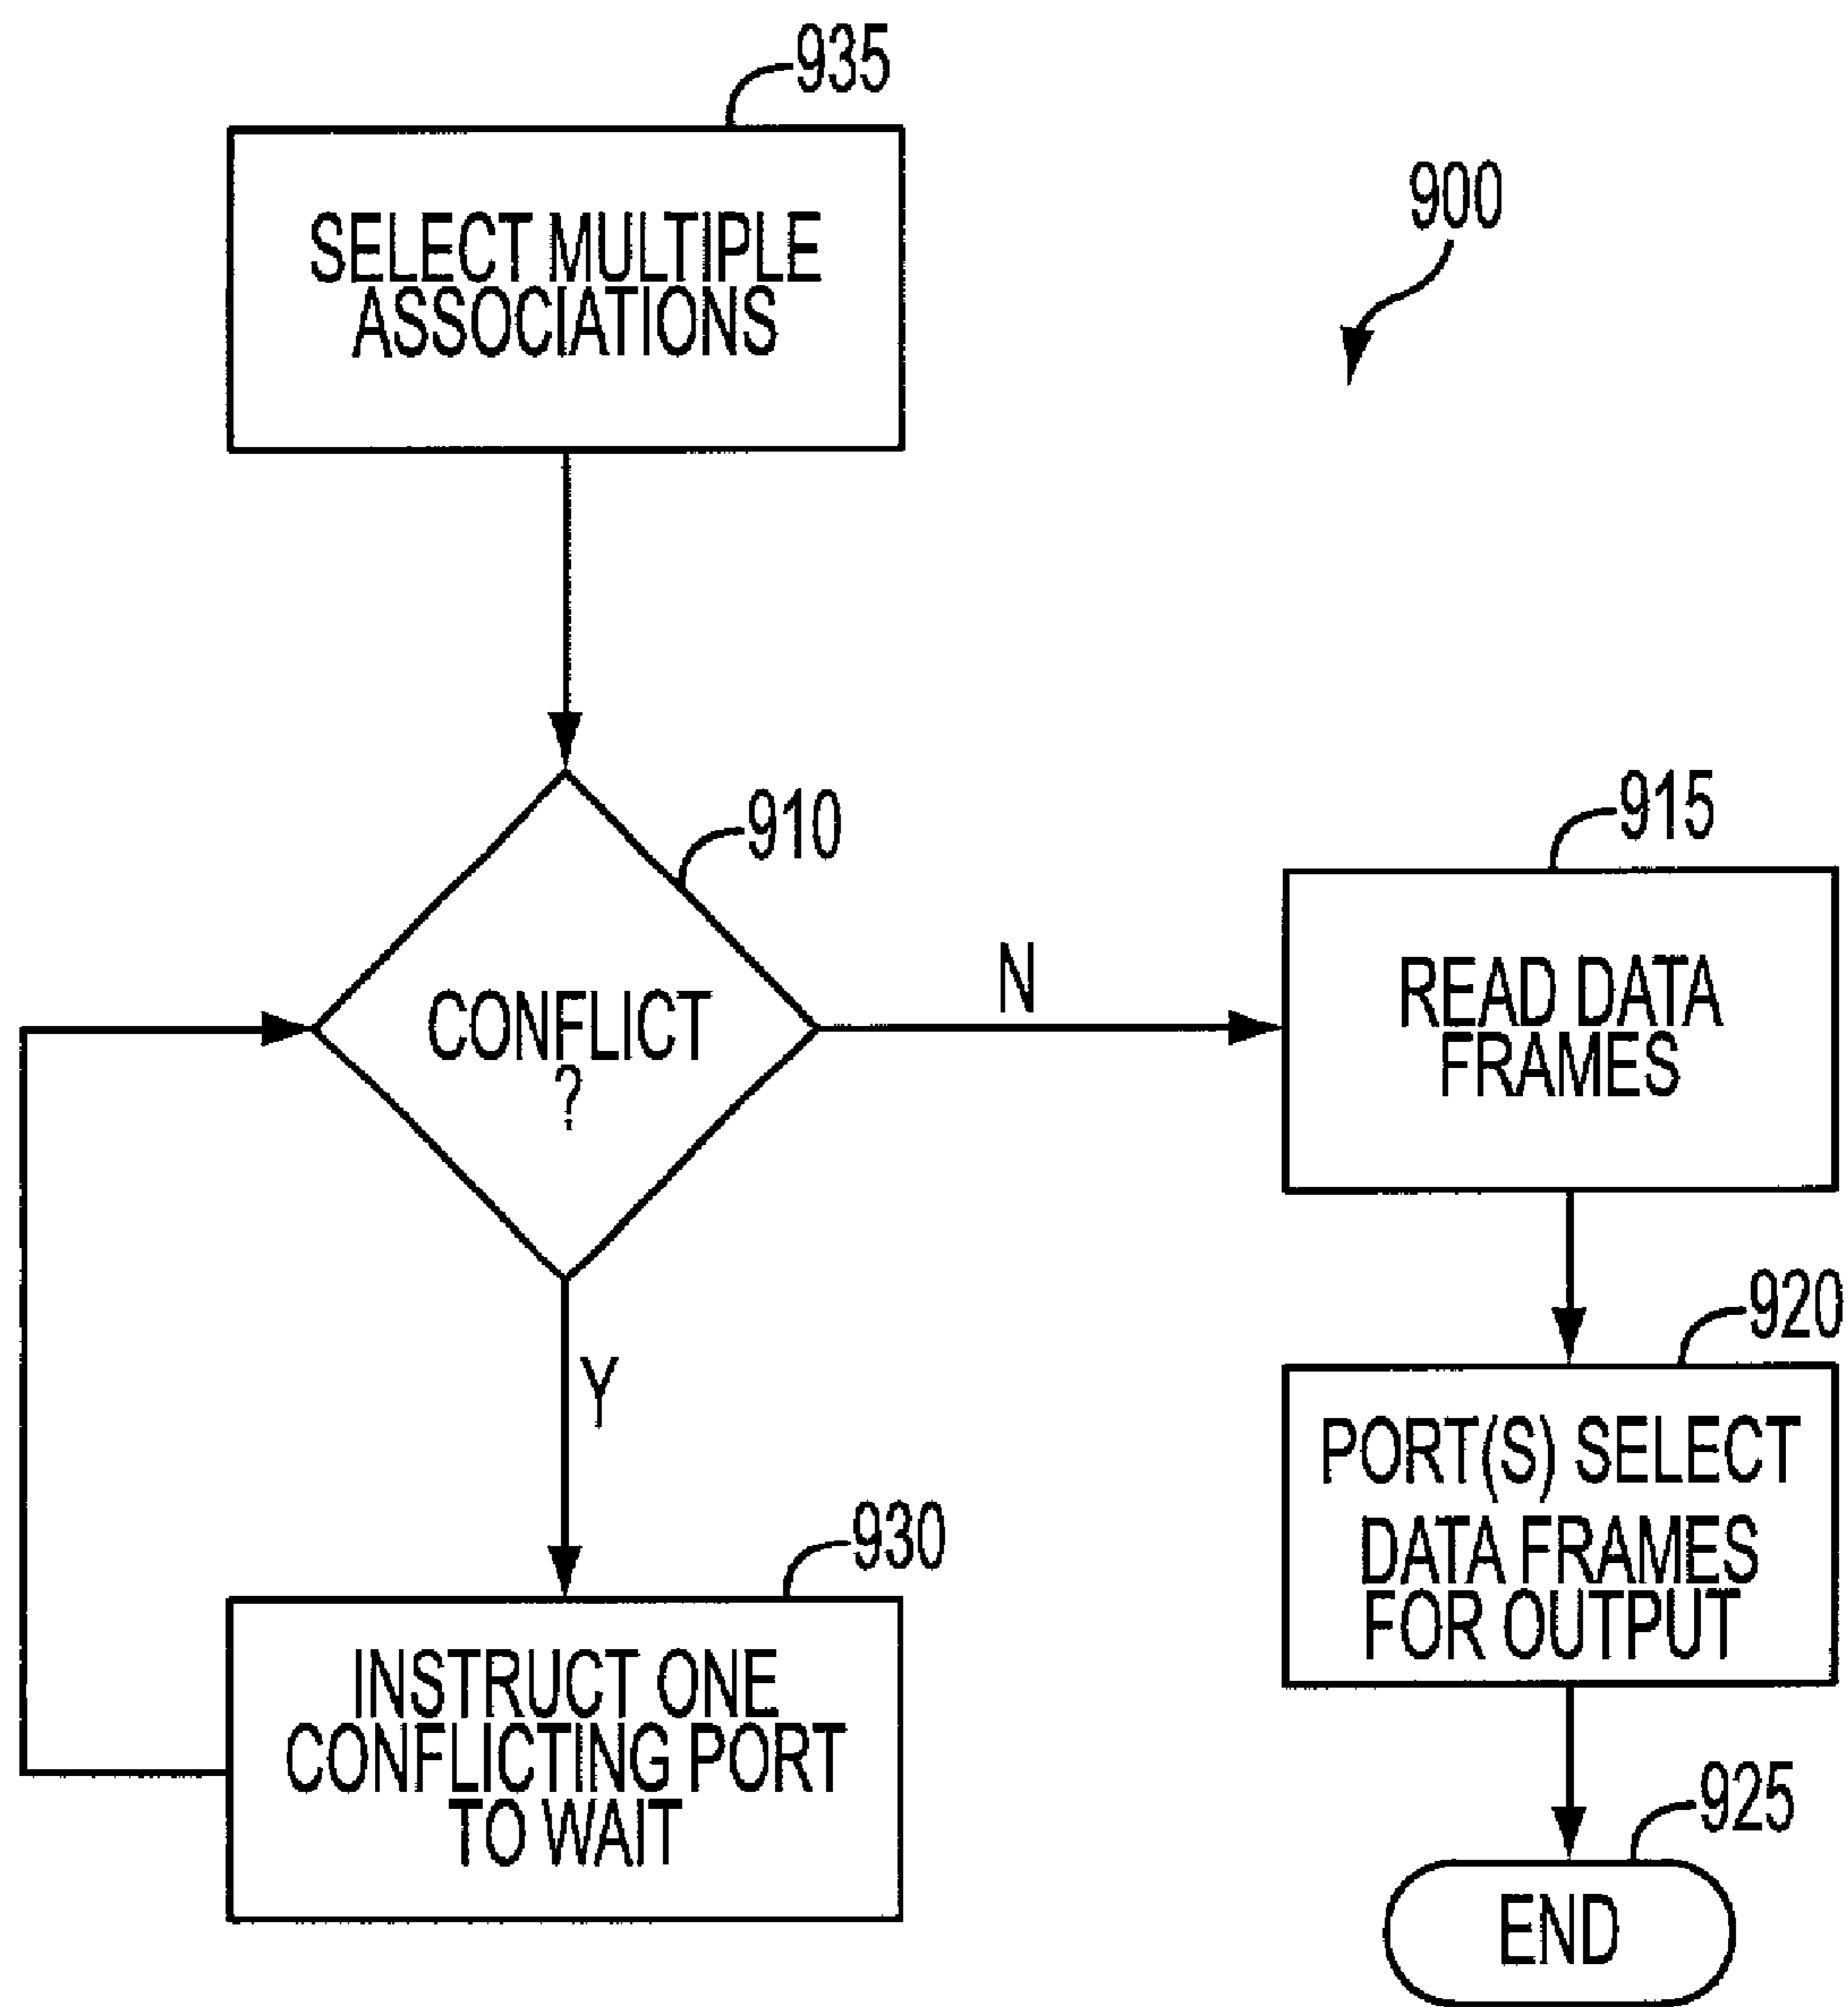 935
SELECT MULTIPLE
ASSOCIATIONS
900
910
CONFLICT
?
N
915
READ DATA
FRAMES
Y
920
PORT(S) SELECT
DATA FRAMES
FOR OUTPUT
930
INSTRUCT ONE
CONFLICTING PORT
TO WAIT
925
END